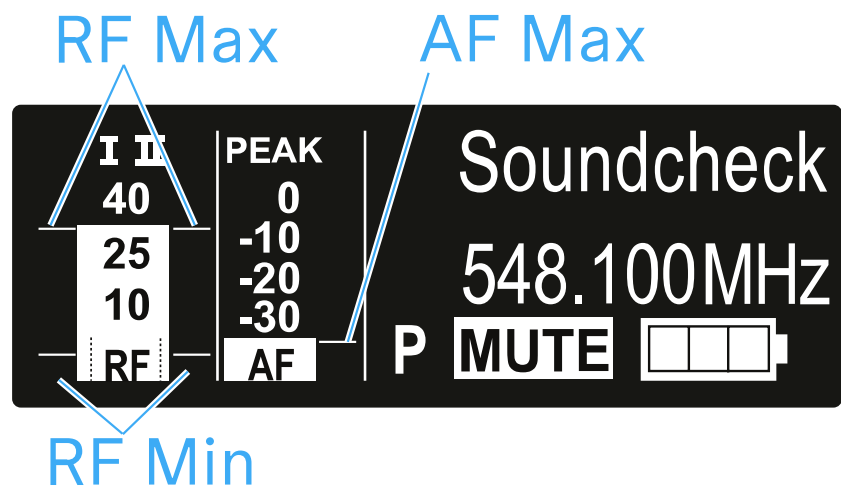 RF Max
AF Max
I II
40
25
10
RF
PEAK
0
-10
-20
-30
AF
Soundcheck
548.100MHz
P MUTE
RF Min